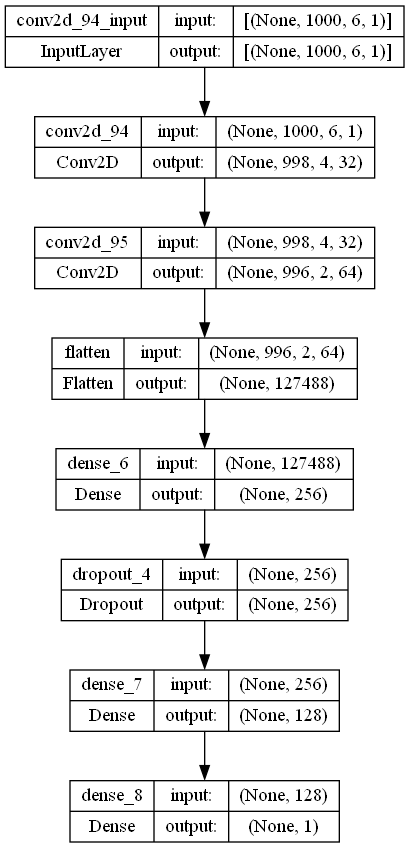 conv2d_94_input input: [(None, 1000, 6, 1)]
InputLayer output: [(None, 1000, 6, 1)]
conv2d_94 input: (None, 1000, 6, 1)
Conv2D output: (None, 998, 4, 32)
conv2d_95 input: (None, 998, 4, 32)
Conv2D output: (None, 996, 2, 64)
flatten input: (None, 996, 2, 64)
Flatten output: (None, 127488)
dense_6 input: (None, 127488)
Dense output: (None, 256)
dropout_4 input: (None, 256)
Dropout output: (None, 256)
dense_7 input: (None, 256)
Dense output: (None, 128)
dense_8 input: (None, 128)
Dense output: (None, 1)